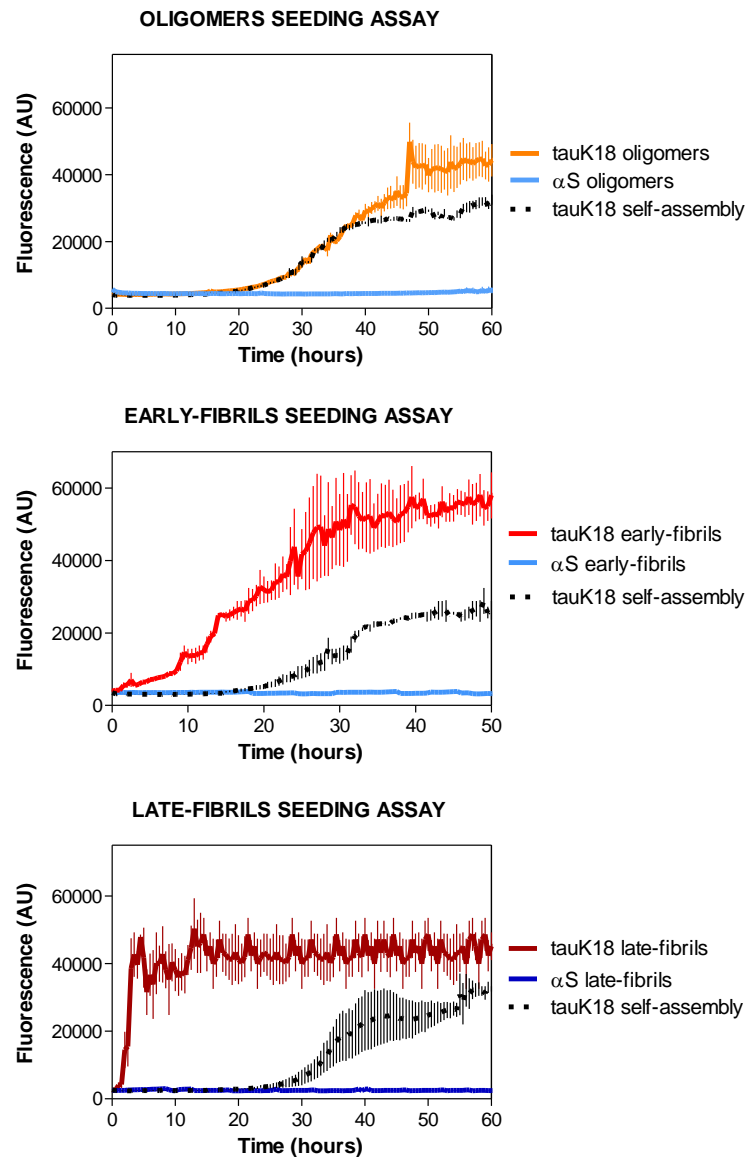 OLIGOMERS SEEDING ASSAY
Fluorescence (AU)
60000
40000
20000
0
0 10 20 30 40 50 60
Time (hours)
tauK18 oligomers
αS oligomers
tauK18 self-assembly
EARLY-FIBRILS SEEDING ASSAY
Fluorescence (AU)
60000
40000
20000
0
0 10 20 30 40 50
Time (hours)
tauK18 early-fibrils
αS early-fibrils
tauK18 self-assembly
LATE-FIBRILS SEEDING ASSAY
Fluorescence (AU)
60000
40000
20000
0
0 10 20 30 40 50 60
Time (hours)
tauK18 late-fibrils
αS late-fibrils
tauK18 self-assembly